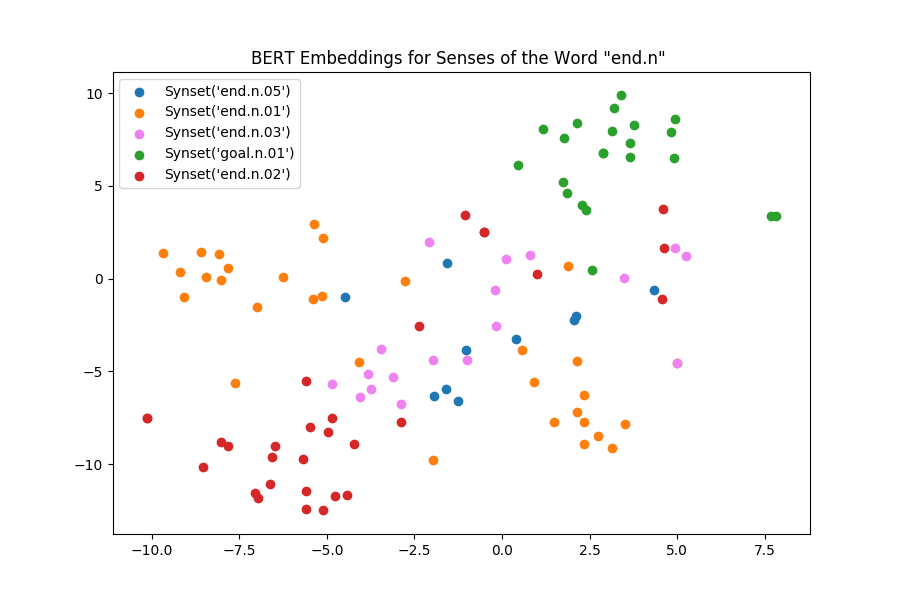 BERT Embeddings for Senses of the Word "end.n"
Synset('end.n.05')
Synset('end.n.01')
Synset('end.n.03')
Synset('goal.n.01')
Synset('end.n.02')
10
5
0
−5
−10
−10.0 −7.5 −5.0 −2.5 0.0 2.5 5.0 7.5